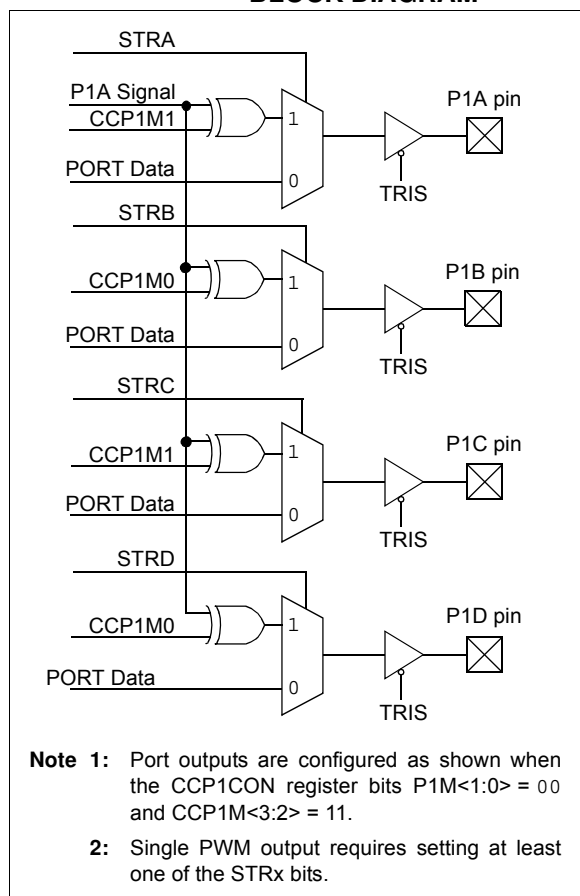 BLOCK DIAGRAM
STRA
P1A Signal
CCP1M1
1
P1A pin
PORT Data
0
TRIS
STRB
CCP1M0
1
P1B pin
PORT Data
0
TRIS
STRC
CCP1M1
1
P1C pin
PORT Data
0
TRIS
STRD
CCP1M0
1
P1D pin
PORT Data
0
TRIS
Note 1: Port outputs are configured as shown when
the CCP1CON register bits P1M<1:0> = 00
and CCP1M<3:2> = 11.
2: Single PWM output requires setting at least
one of the STRx bits.